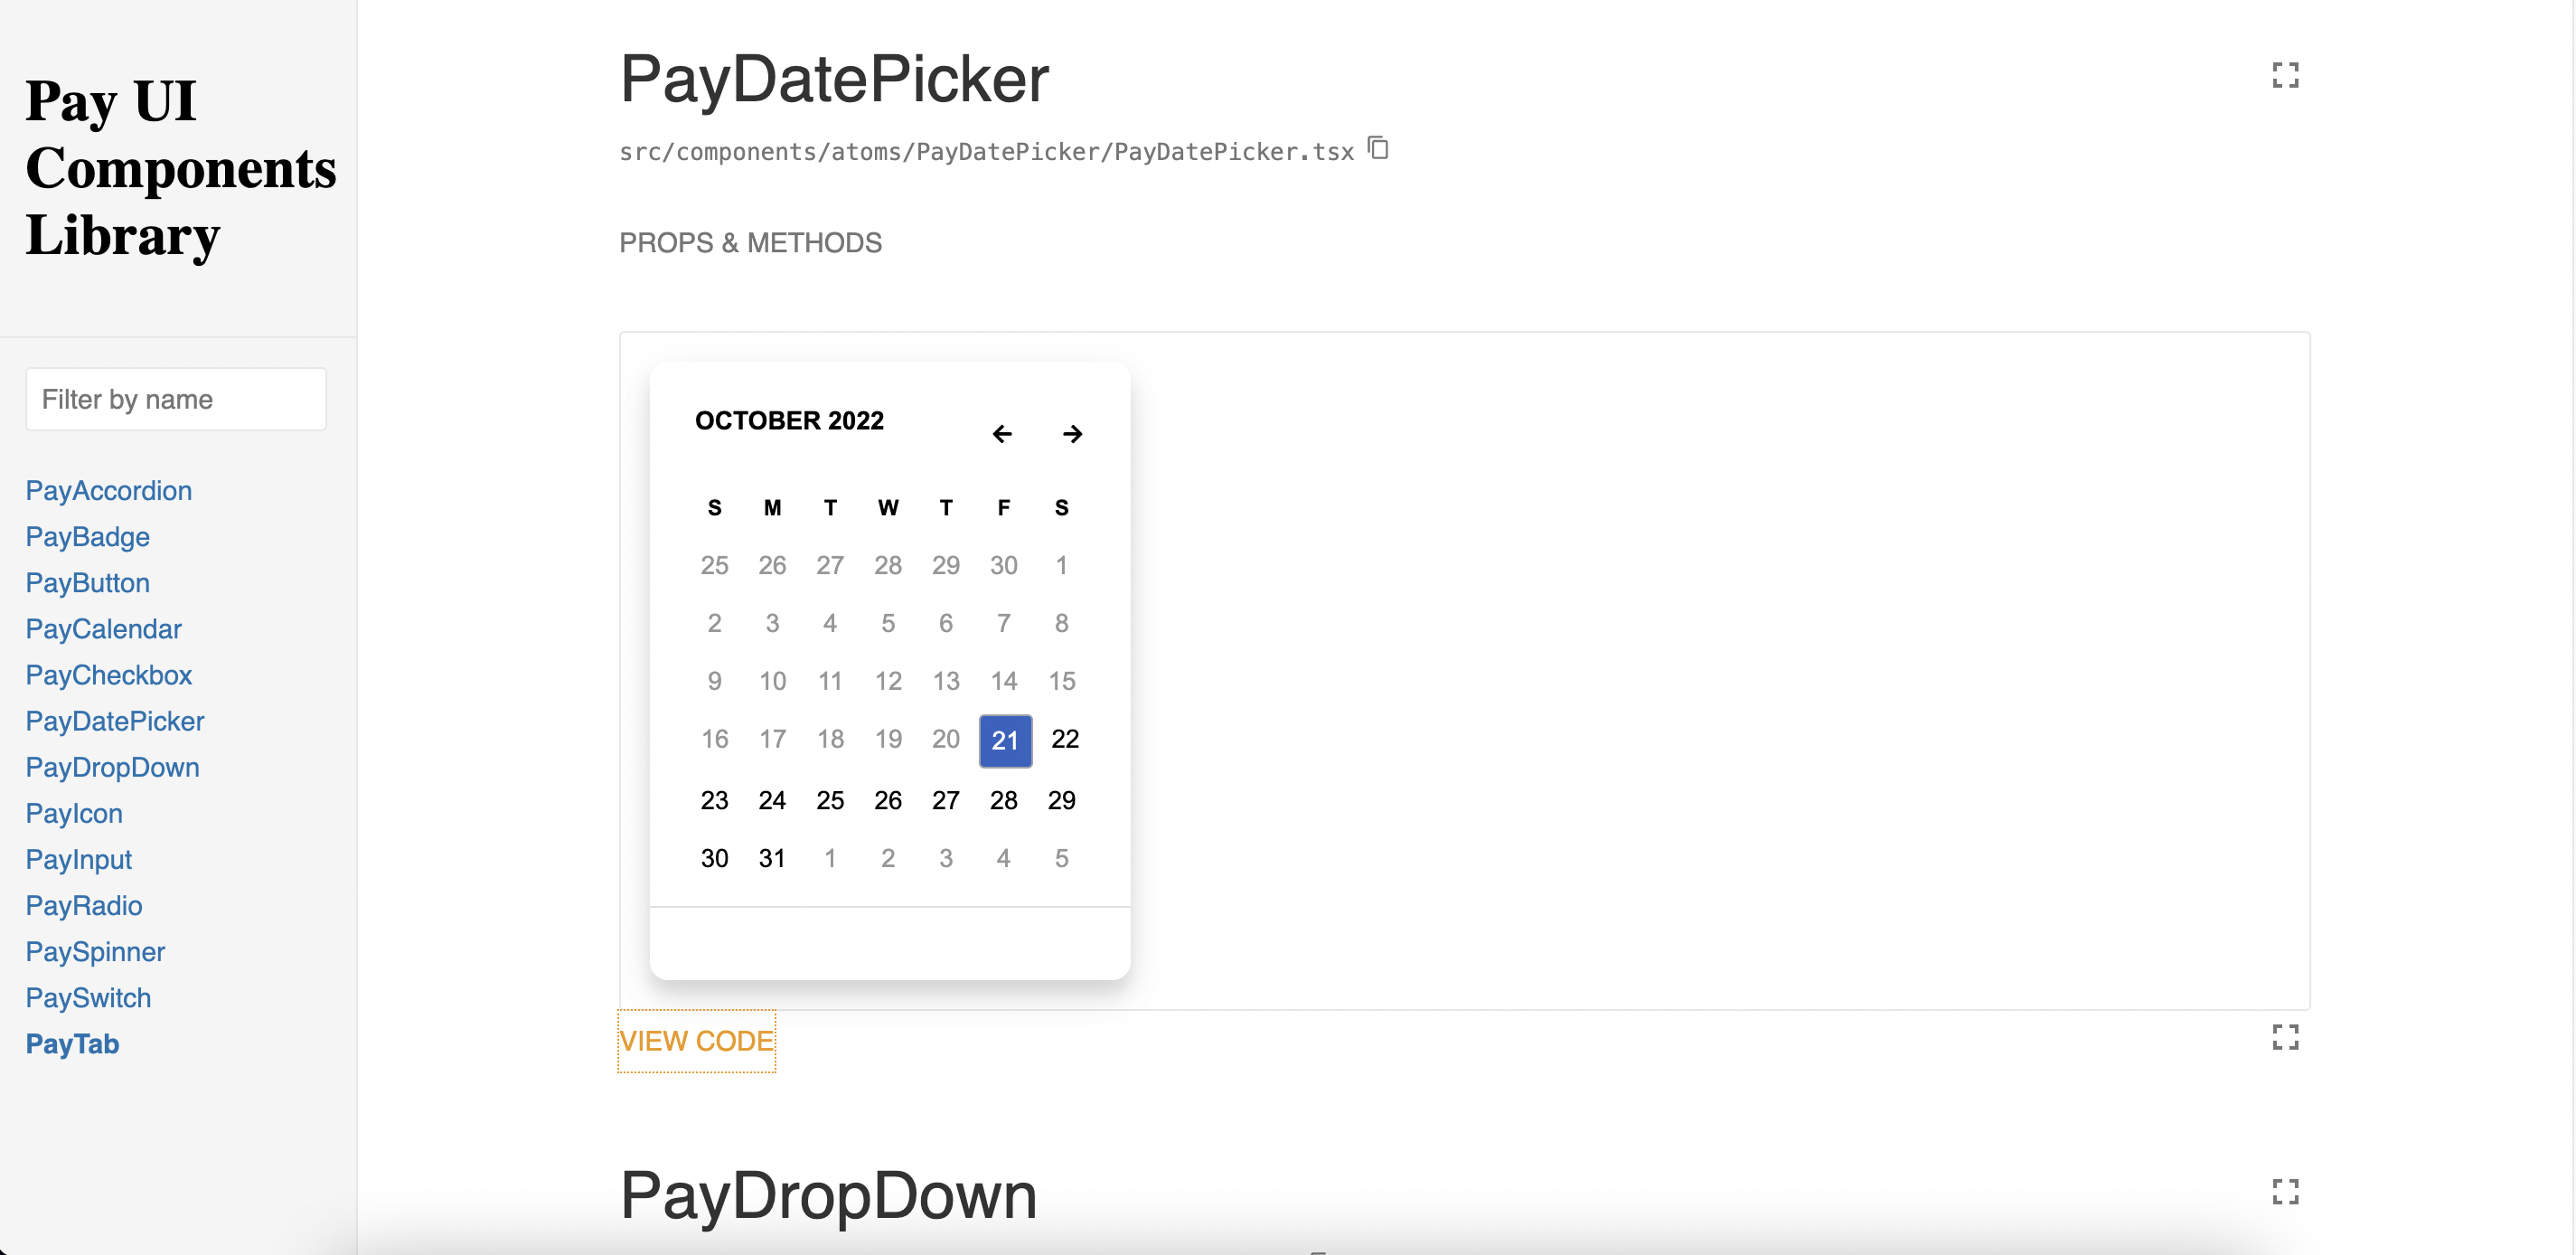 Pay UI
Components
Library
Filter by name
PayAccordion
PayBadge
PayButton
PayCalendar
PayCheckbox
PayDatePicker
PayDropDown
PayIcon
PayInput
PayRadio
PaySpinner
PaySwitch
PayTab
PayDatePicker
src/components/atoms/PayDatePicker/PayDatePicker.tsx
PROPS & METHODS
OCTOBER 2022
S M T W T F S
25 26 27 28 29 30 1
2 3 4 5 6 7 8
9 10 11 12 13 14 15
16 17 18 19 20 21 22
23 24 25 26 27 28 29
30 31 1 2 3 4 5
VIEW CODE
PayDropDown